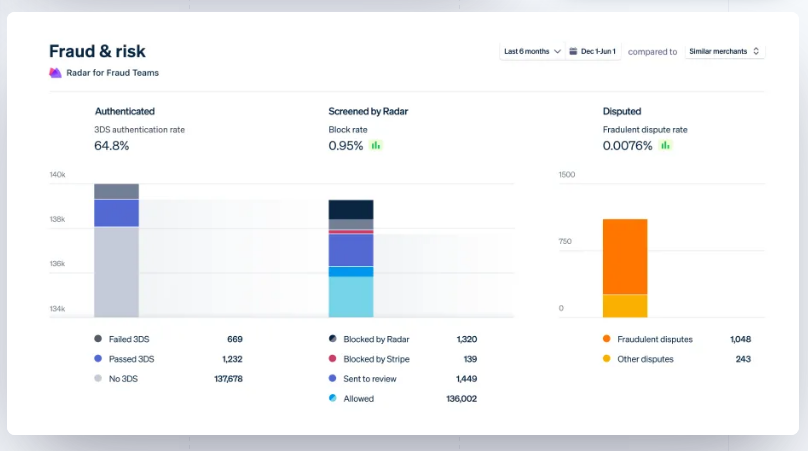 Fraud & risk
Last 6 months Dec 1-Jun 1 compared to Similar merchants
Radar for Fraud Teams
Authenticated
3DS authentication rate
64.8%
140k
138k
136k
134k
Failed 3DS 669
Passed 3DS 1,232
No 3DS 137,678
Screened by Radar
Block rate
0.95%
Blocked by Radar 1,320
Blocked by Stripe 139
Sent to review 1,449
Allowed 136,002
Disputed
Fradulent dispute rate
0.0076%
1500
750
0
Fraudulent disputes 1,048
Other disputes 243